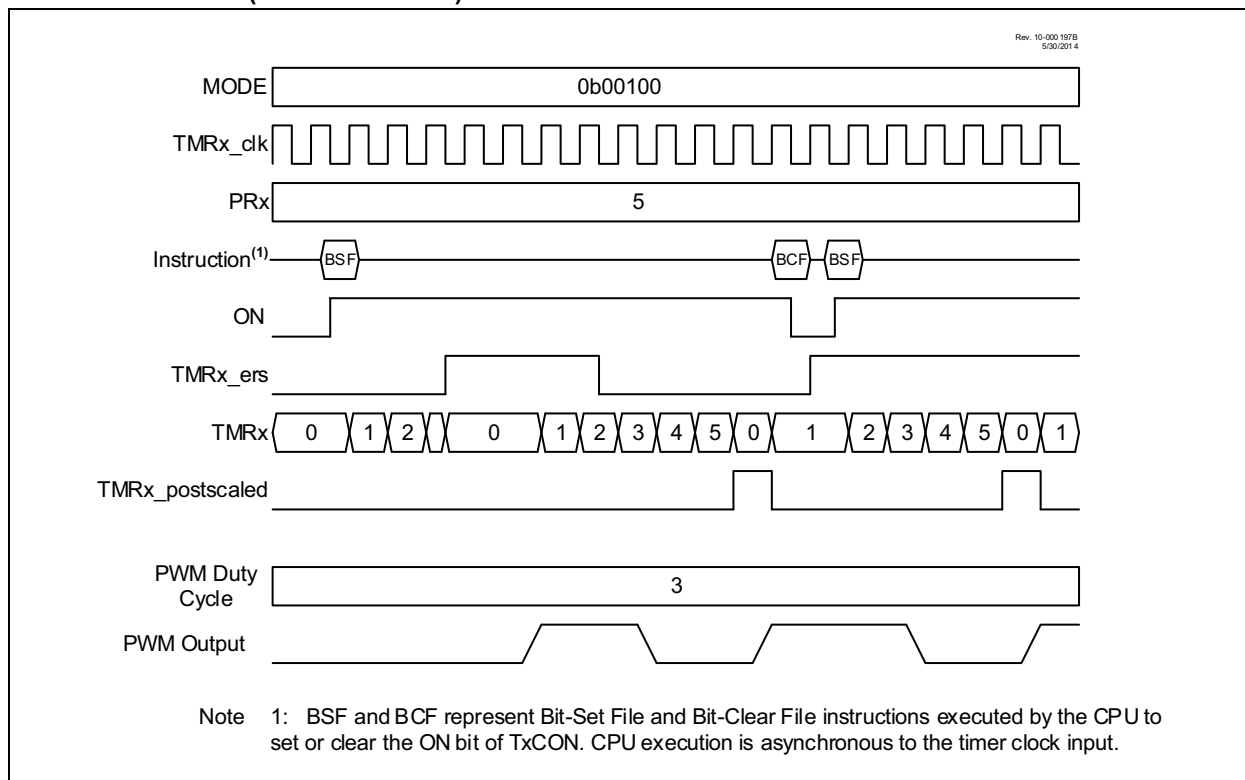 Rev. 10-000 197B
5/30/201 4
MODE
0b00100
TMRx_clk
PRx
5
Instruction(1)
BSF
BCF
BSF
ON
TMRx_ers
TMRx
0
1
2
0
1
2
3
4
5
0
1
2
3
4
5
0
1
TMRx_postscaled
PWM Duty
Cycle
3
PWM Output
Note 1: BSF and BCF represent Bit-Set File and Bit-Clear File instructions executed by the CPU to
set or clear the ON bit of TxCON. CPU execution is asynchronous to the timer clock input.